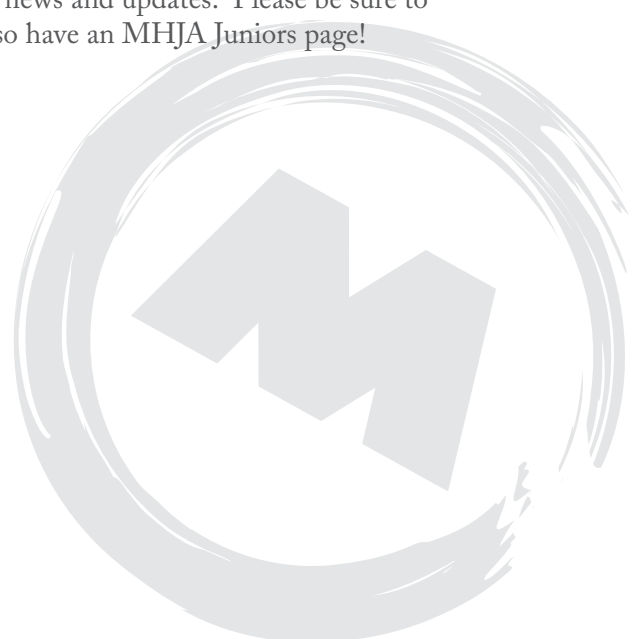 news and updates.  Please be sure to
so have an MHJA Juniors page!
M